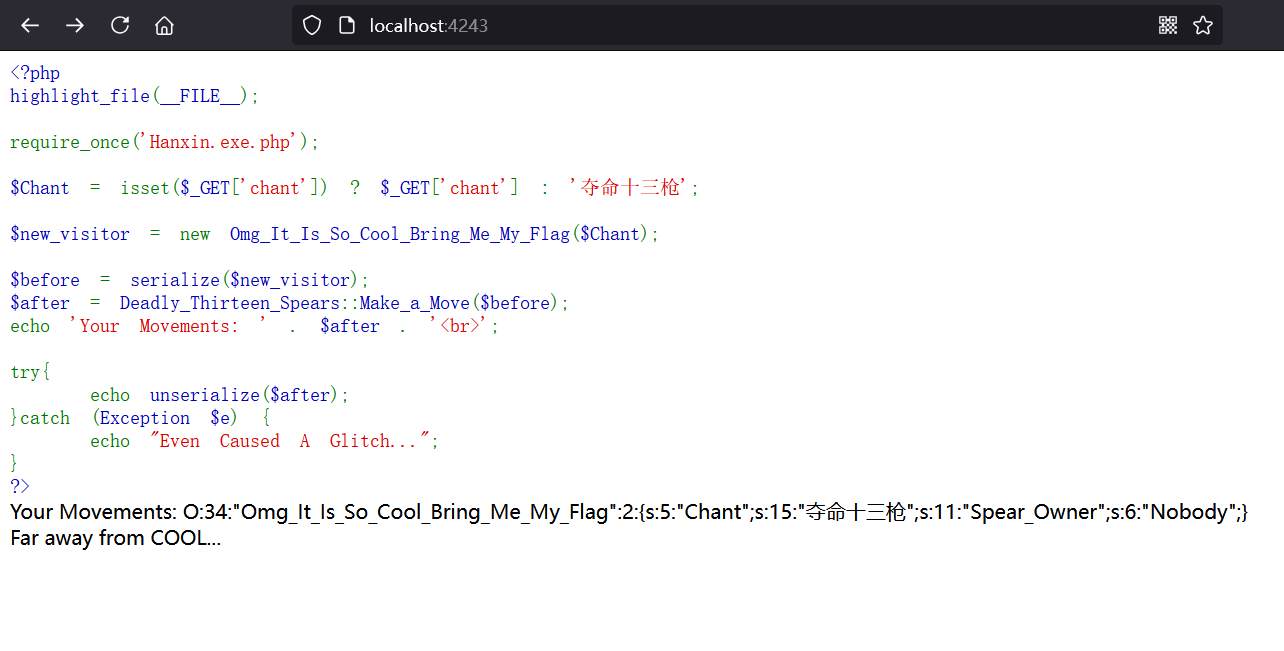 localhost:4243
<?php
highlight_file(__FILE__);
require_once('Hanxin.exe.php');
$Chant = isset($_GET['chant']) ? $_GET['chant'] : '夺命十三枪';
$new_visitor = new Omg_It_Is_So_Cool_Bring_Me_My_Flag($Chant);
$before = serialize($new_visitor);
$after = Deadly_Thirteen_Spears::Make_a_Move($before);
echo 'Your Movements: ' . $after . '<br>';
try{
echo unserialize($after);
}catch (Exception $e) {
echo "Even Caused A Glitch...";
}
?>
Your Movements: O:34:"Omg_It_Is_So_Cool_Bring_Me_My_Flag":2:{s:5:"Chant";s:15:"夺命十三枪";s:11:"Spear_Owner";s:6:"Nobody";}
Far away from COOL...